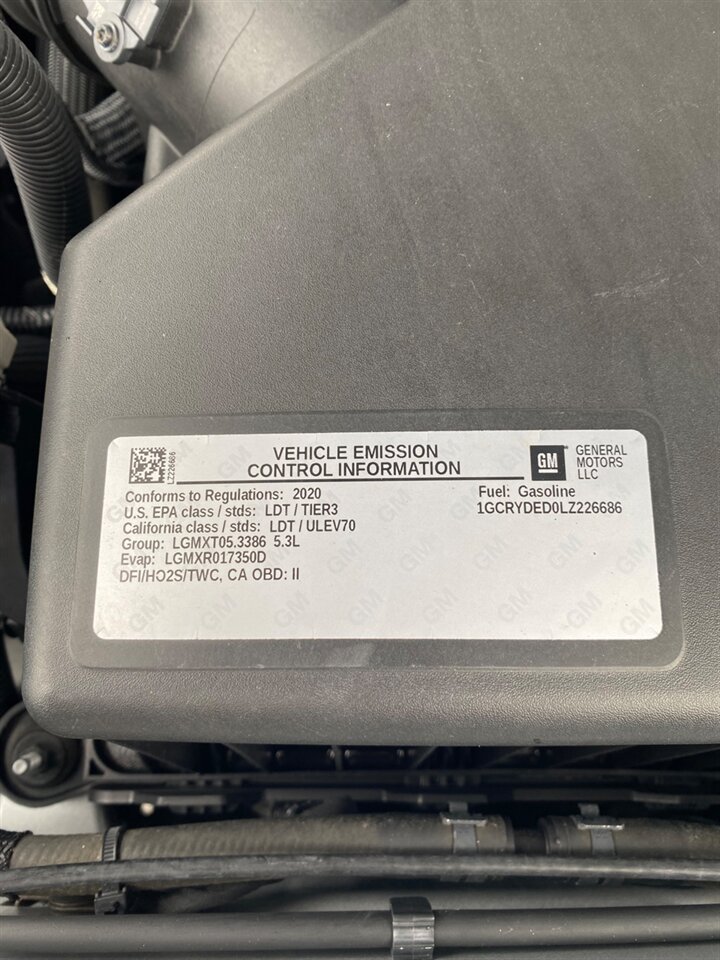 LZ226686
VEHICLE EMISSION
CONTROL INFORMATION
GM
GENERAL
MOTORS
LLC
Conforms to Regulations: 2020
U.S. EPA class / stds: LDT / TIER3
California class / stds: LDT / ULEV70
Group: LGMXT05.3386 5.3L
Evap: LGMXR017350D
DFI/HO2S/TWC, CA OBD: II
Fuel: Gasoline
1GCRYDED0LZ226686